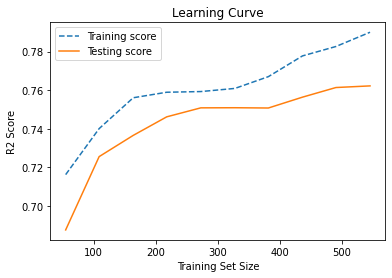 Learning Curve
Training score
Testing score
R2 Score
0.78
0.76
0.74
0.72
0.70
100
200
300
400
500
Training Set Size